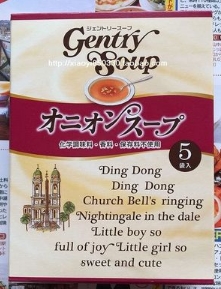 ジェントリースープ
Gentry
Soup
オニオンスープ
化学調味料・香料・保存料不使用
5
袋入
Ding Dong
Ding Dong
Church Bell's ringing
Nightingale in the dale
Little boy so
full of joy Little girl so
sweet and cute